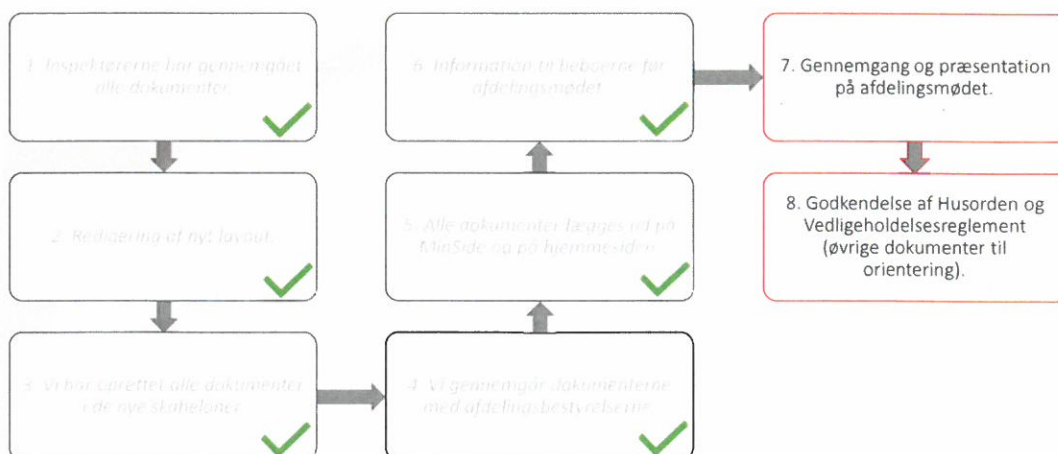 1. Inspektørerne har gennemgået
alle dokumenter.
2. Redigering af nyt layout.
3. Vi har oprettet alle dokumenter
i de nye skabeloner.
4. Vi gennemgår dokumenterne
med afdelingsbestyrelserne.
5. Alle dokumenter lægges ud på
MinSide og på hjemmesiden.
6. Information til beboerne før
afdelingsmødet.
7. Gennemgang og præsentation
på afdelingsmødet.
8. Godkendelse af Husorden og
Vedligeholdelsesreglement
(øvrige dokumenter til
orientering).